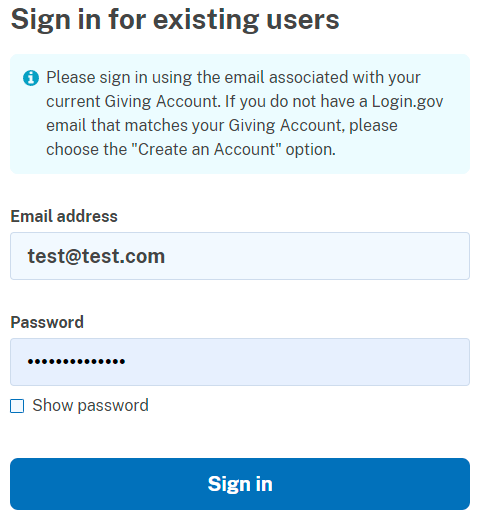 Sign in for existing users
Please sign in using the email associated with your
current Giving Account. If you do not have a Login.gov
email that matches your Giving Account, please
choose the "Create an Account" option.
Email address
test@test.com
Password
••••••••••••••
Show password
Sign in